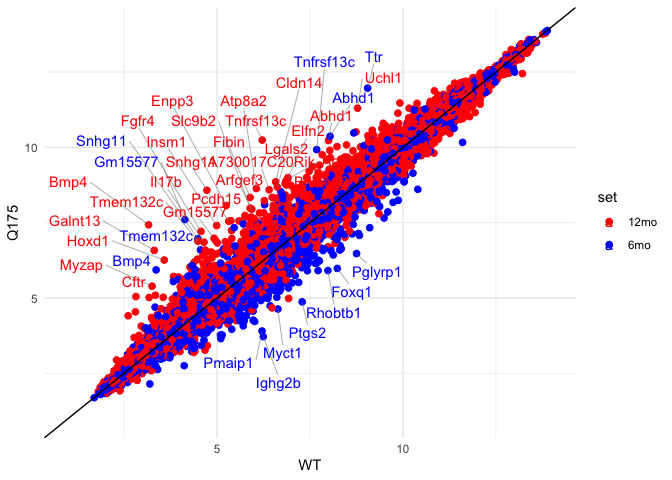 Tnfrsf13c
Ttr
Cldn14
Uchl1
Enpp3
Atp8a2
Abhd1
Fgfr4
Slc9b2
Tnfrsf13c
Abhd1
Elfn2
Snhg11
Insm1
Fibin
Lgals2
Gm15577
Snhg1
A730017C20Rik
Bmp4
Il17b
Arfgef3
Tmem132c
Pcdh15
Gm15577
Galnt13
Tmem132c
Hoxd1
Bmp4
Myzap
Cftr
Pglyrp1
Foxq1
Rhobtb1
Ptgs2
Myct1
Pmaip1
Ighg2b
10
5
Q175
5
10
WT
set
12mo
6mo